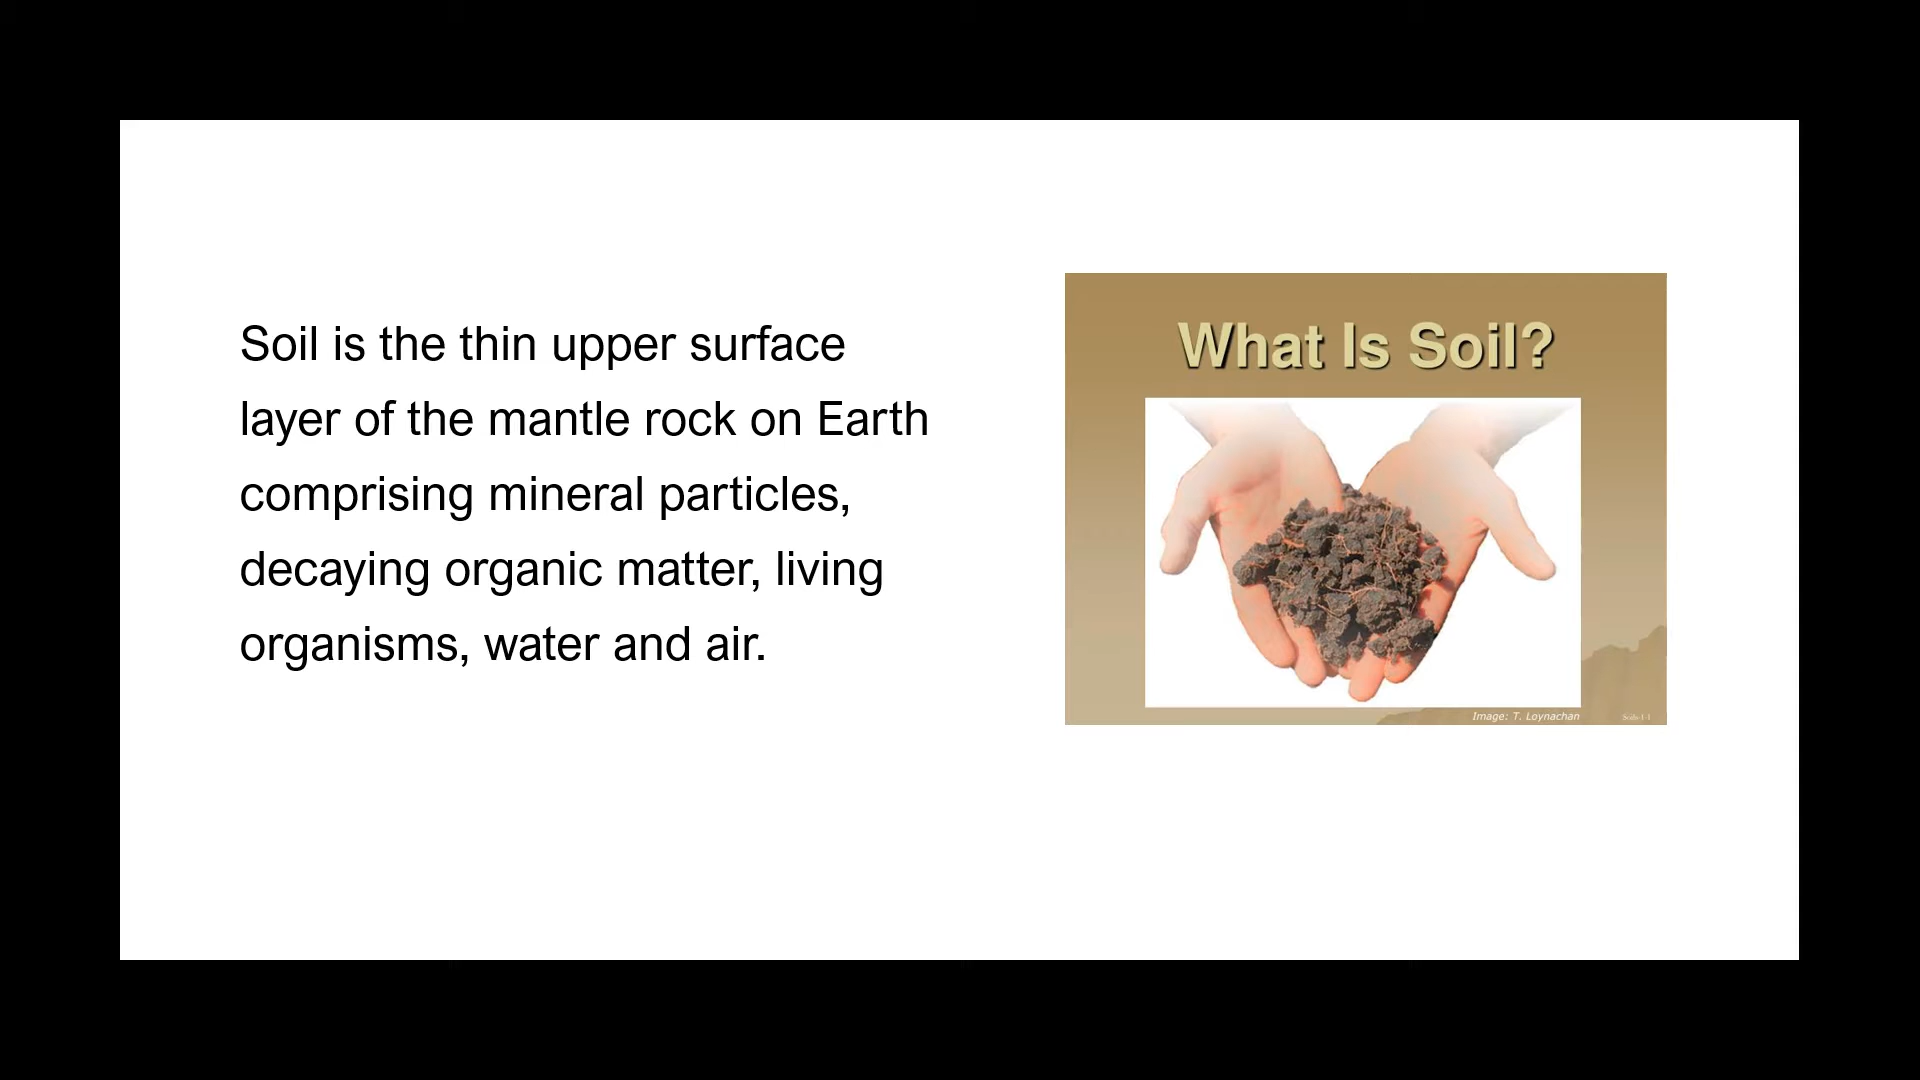 Soil is the thin upper surface
layer of the mantle rock on Earth
comprising mineral particles,
decaying organic matter, living
organisms, water and air.
What Is Soil?
Image: T. Loynachan